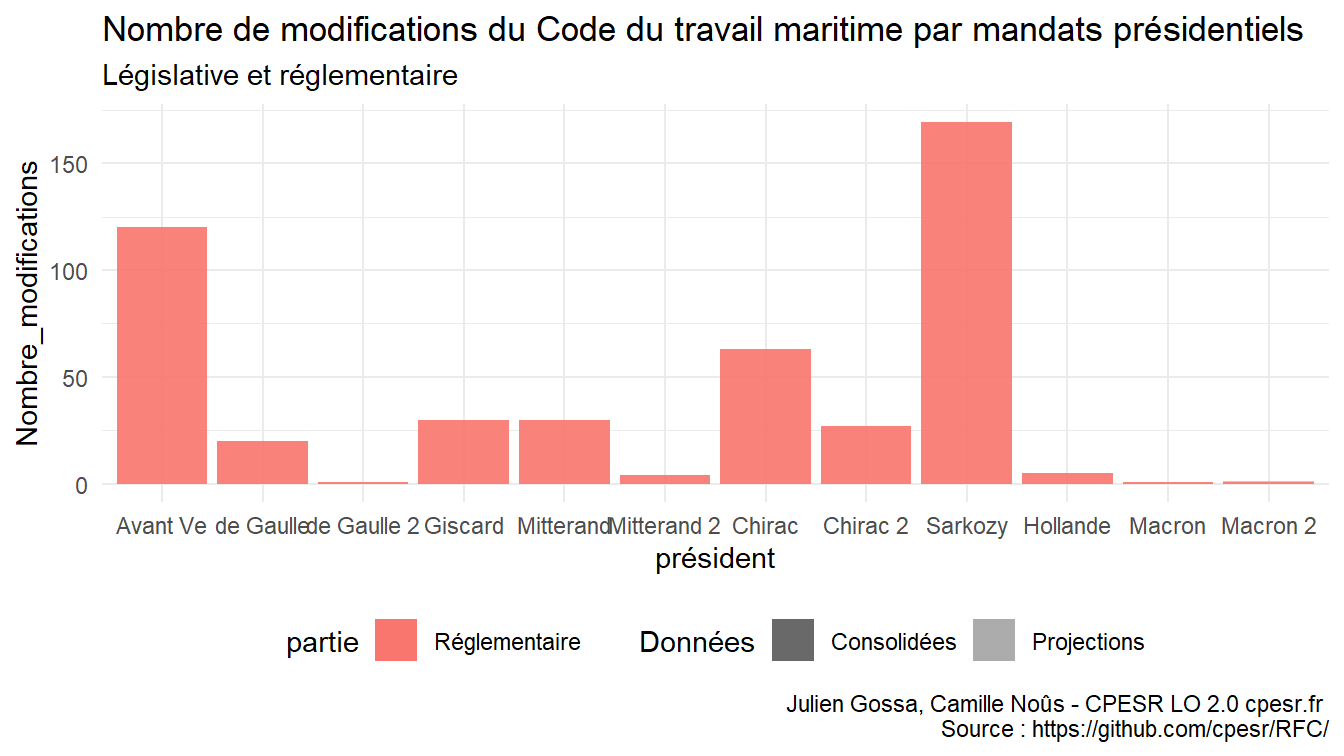 Nombre de modifications du Code du travail maritime par mandats présidentiels
Législative et réglementaire
Nombre_modifications
150
100
50
0
Avant Ve de Gaulle de Gaulle 2 Giscard Mitterand Mitterrand 2 Chirac Chirac 2 Sarkozy Hollande Macron Macron 2
président
partie Réglementaire Données Consolidées Projections
Julien Gossa, Camille Noûs - CPESR LO 2.0 cpesr.fr
Source : https://github.com/cpesr/RFC/